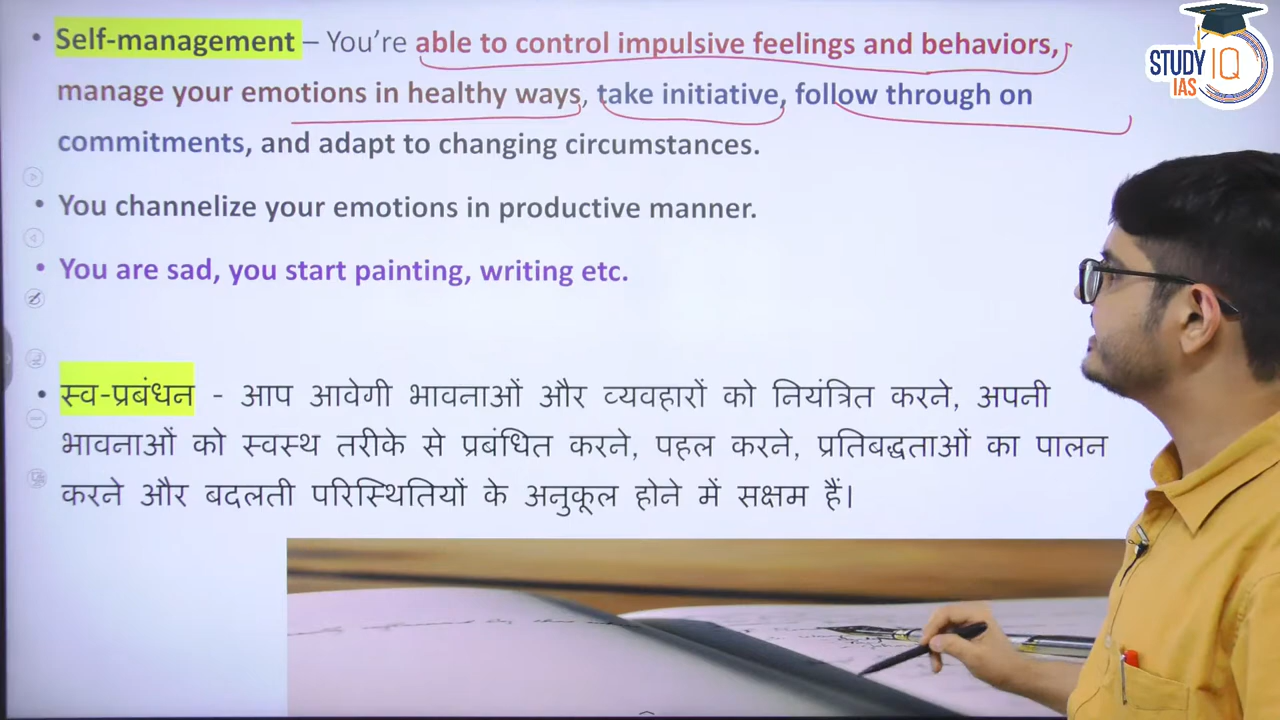 • Self-management – You’re able to control impulsive feelings and behaviors,
manage your emotions in healthy ways, take initiative, follow through on
commitments, and adapt to changing circumstances.
• You channelize your emotions in productive manner.
• You are sad, you start painting, writing etc.
• स्व-प्रबंधन - आप आवेगी भावनाओं और व्यवहारों को नियंत्रित करने, अपनी
भावनाओं को स्वस्थ तरीके से प्रबंधित करने, पहल करने, प्रतिबद्धताओं का पालन
करने और बदलती परिस्थितियों के अनुकूल होने में सक्षम हैं।
STUDY IQ
IAS